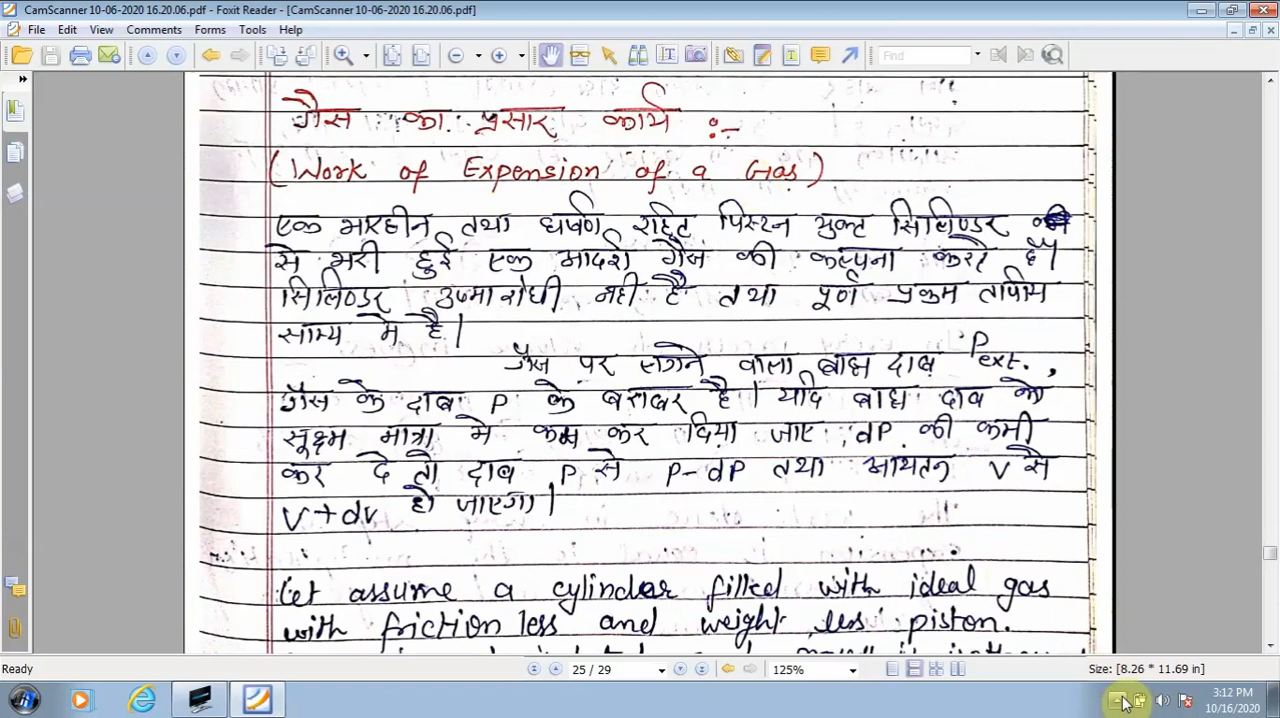 CamScanner 10-06-2020 16.20.06.pdf - Foxit Reader - [CamScanner 10-06-2020 16.20.06.pdf]
File Edit View Comments Forms Tools Help
Find
गैस का प्रसार कार्य :-
(Work of Expension of a Gas)
एक भारहीन तथा घर्षण रहित पिस्टन युक्त सिलिण्डर
से भरी हुई एक आदर्श गैस की कल्पना करते है।
सिलिण्डर उष्मारोधी नही है तथा पूर्ण प्रक्रम तापीय
साम्य मे है।
गैस पर लगने वाला बाह्य दाब Pext.,
गैस के दाब P के बराबर है। यदि बाह्य दाब को
सुक्ष्म मात्रा मे कम कर दिया जाए dP की कमी
कर दे तो दाब P से P-dP तथा आयतन V से
V+dV हो जाएगा।
Let assume a cylinder filled with ideal gas
with friction less and weight less piston.
Ready
25 / 29
125%
Size: [8.26 * 11.69 in]
3:12 PM
10/16/2020